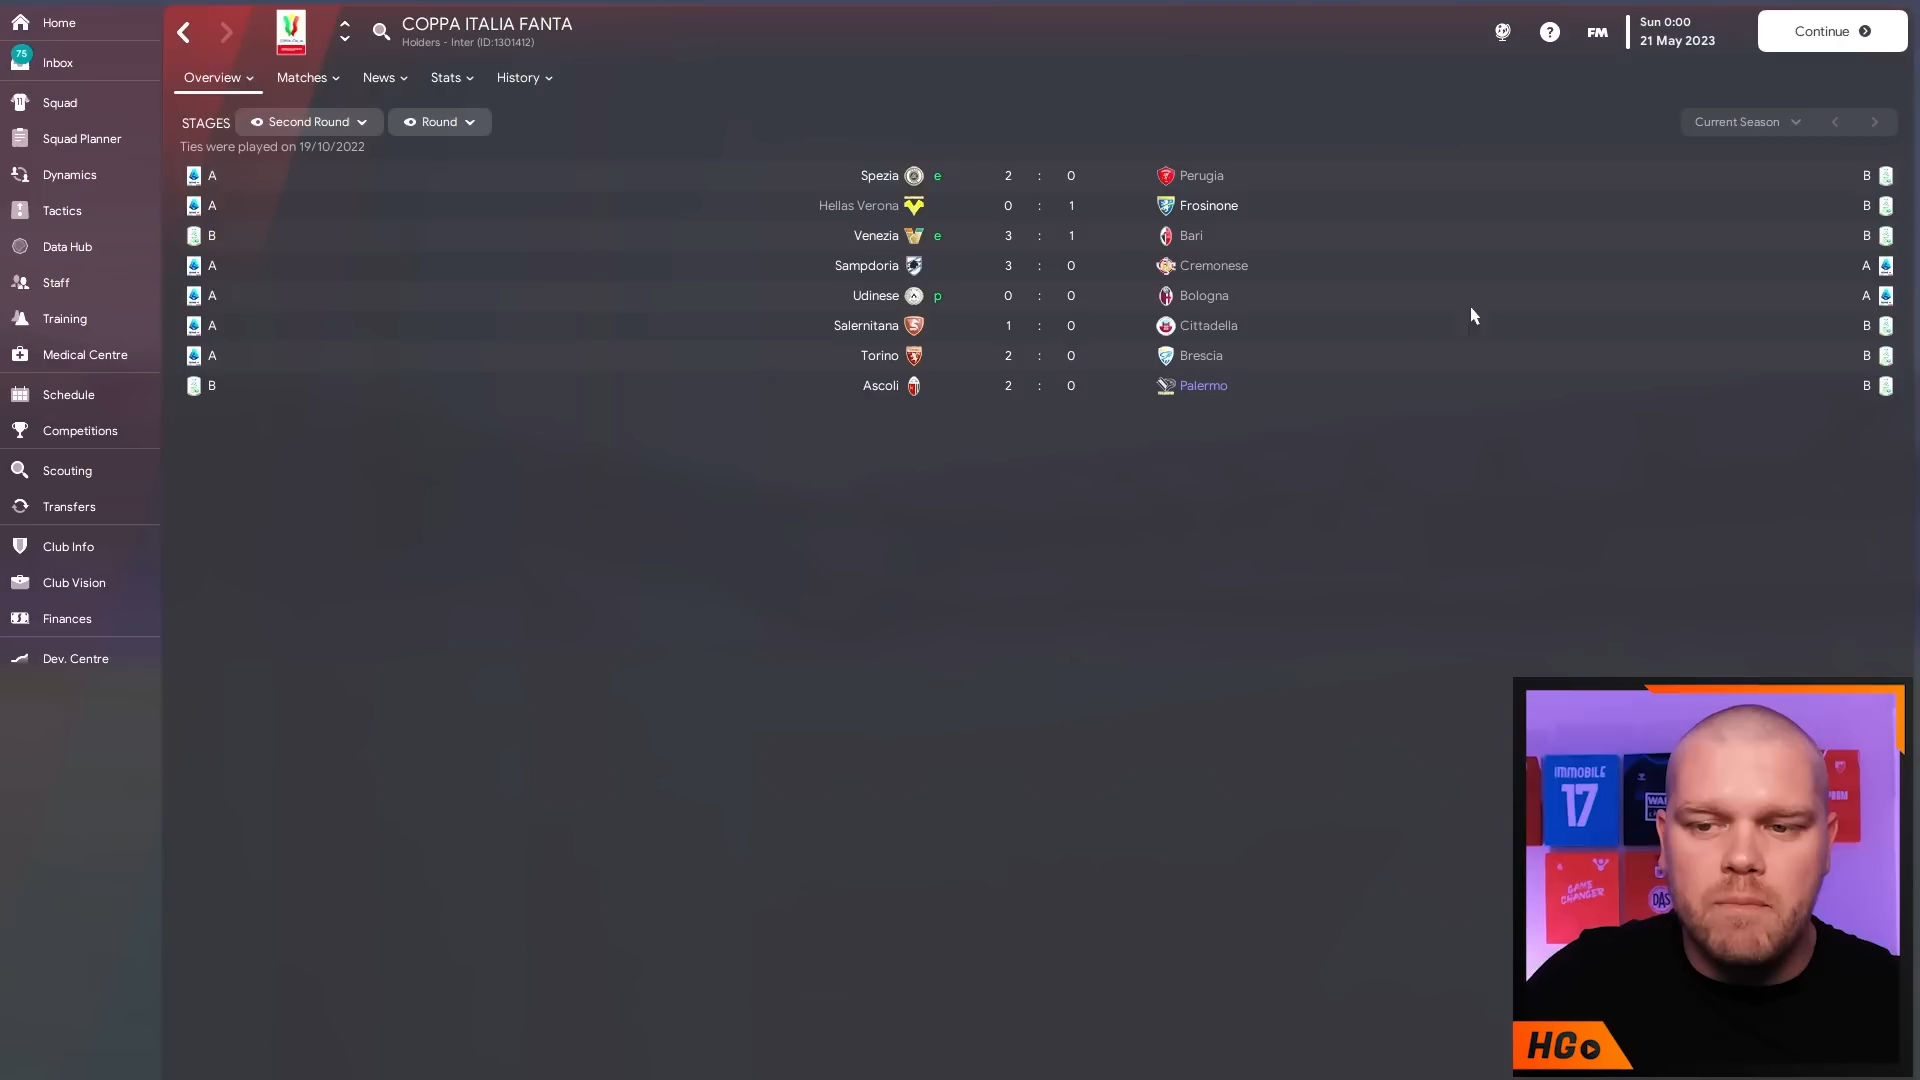 Home
75
Inbox
Squad
Squad Planner
Dynamics
Tactics
Data Hub
Staff
Training
Medical Centre
Schedule
Competitions
Scouting
Transfers
Club Info
Club Vision
Finances
Dev. Centre
COPPA ITALIA FANTA
Holders - Inter (ID:1301412)
? FM
Sun 0:00
21 May 2023
Continue
Overview Matches News Stats History
STAGES Second Round Round Current Season
Ties were played on 19/10/2022
A Spezia e 2 : 0 Perugia B
A Hellas Verona 0 : 1 Frosinone B
B Venezia e 3 : 1 Bari B
A Sampdoria 3 : 0 Cremonese A
A Udinese p 0 : 0 Bologna A
A Salernitana 1 : 0 Cittadella B
A Torino 2 : 0 Brescia B
B Ascoli 2 : 0 Palermo B
IMMOBILE
17
GAME
CHANGER
DAS
HG